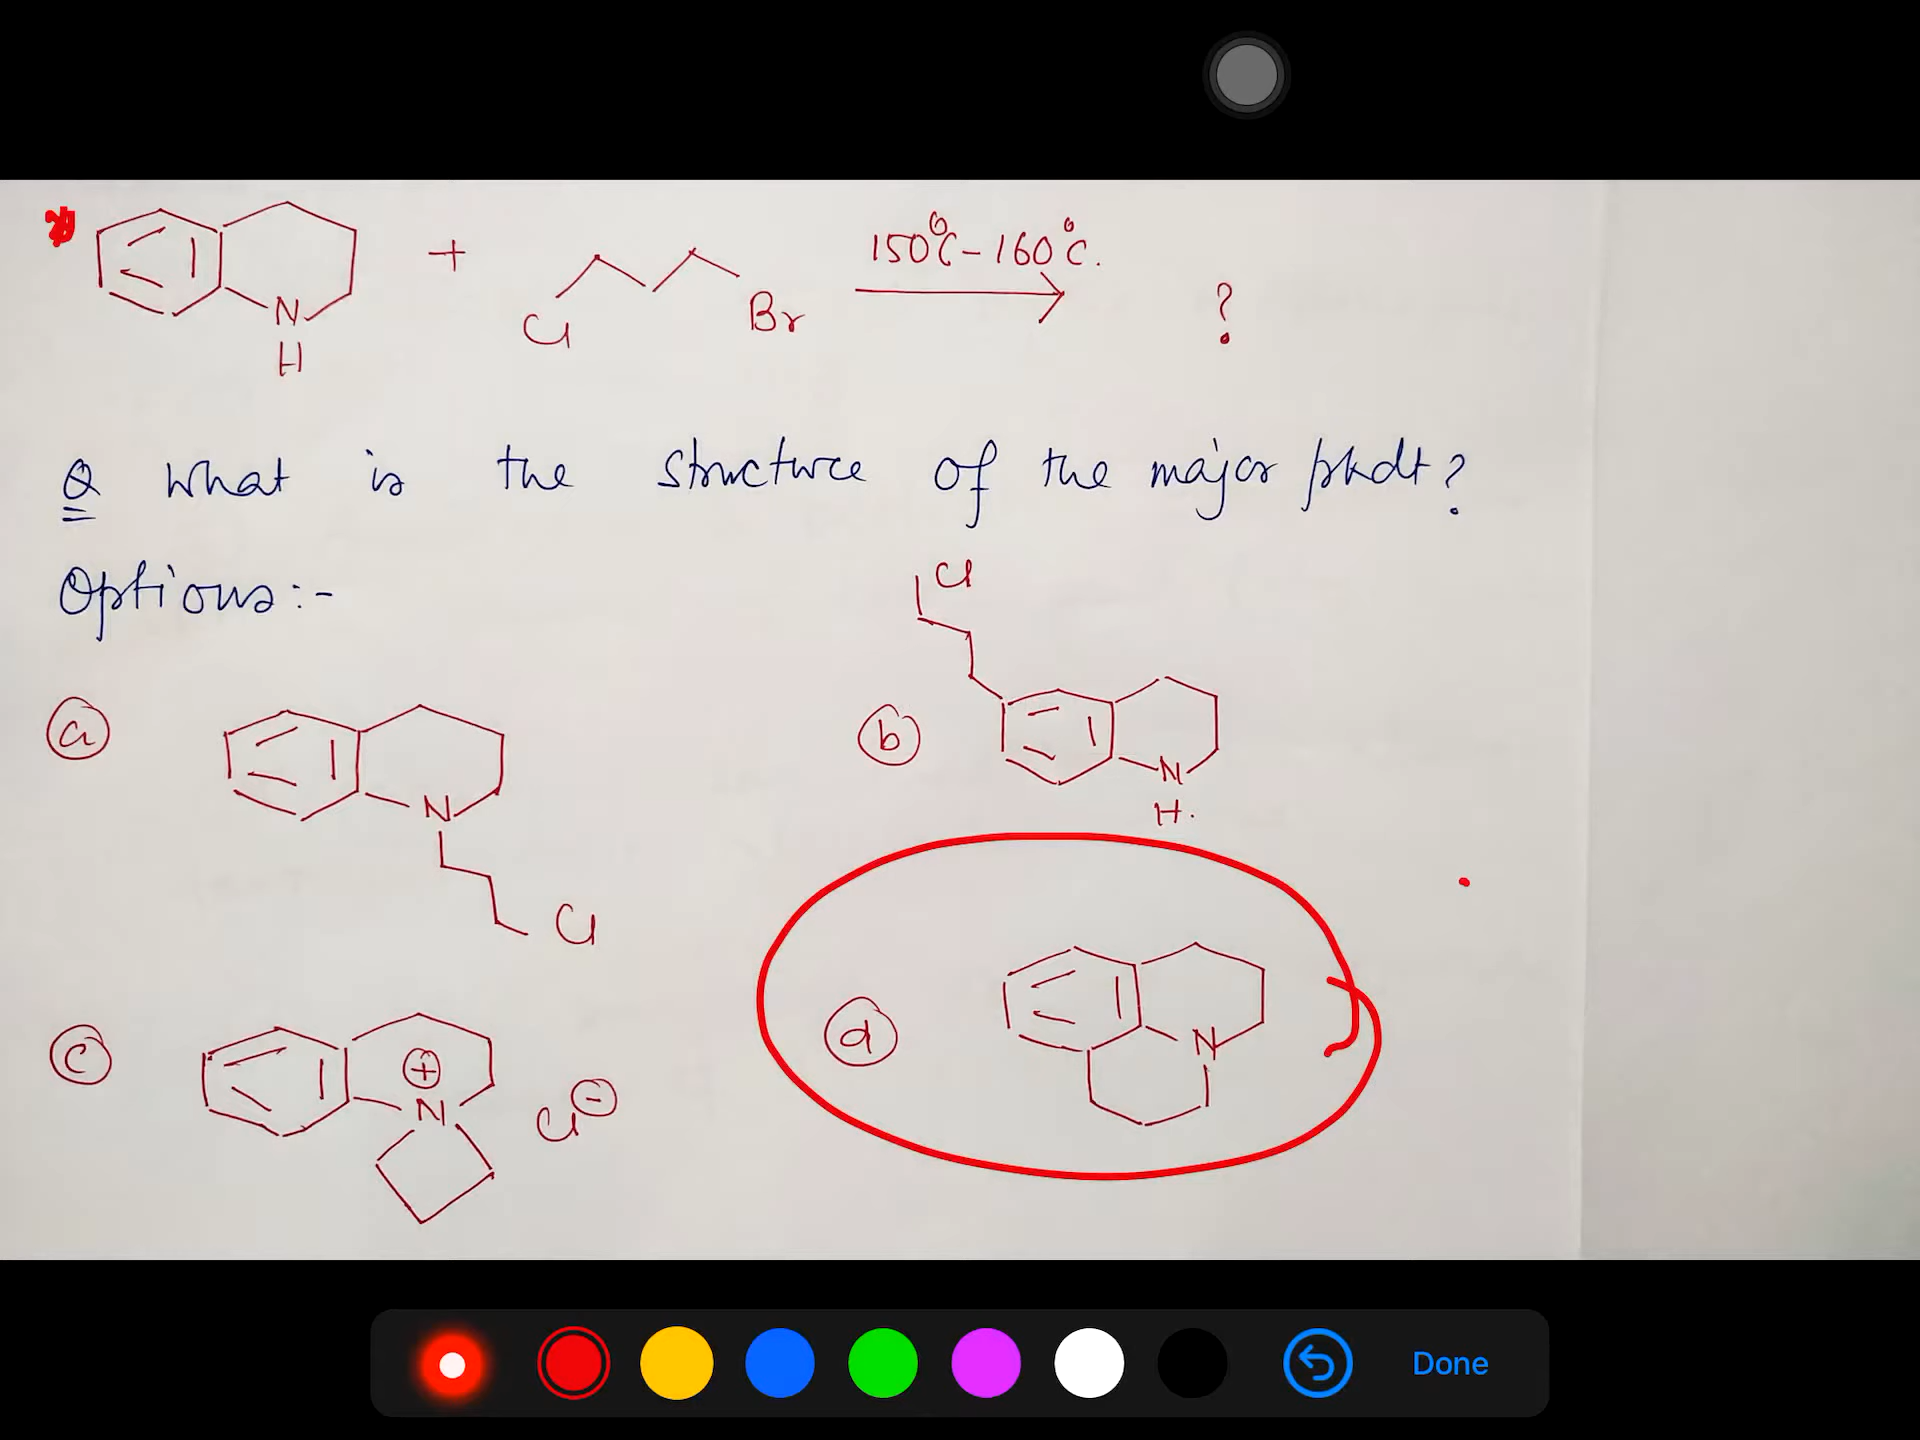 N
H
+
Cl
Br
150°C - 160°C.
?
Q What is the structure of the major prdt?
Options:-
Cl
a
N
Cl
b
N
H.
c
⊕
N
Cl⊖
d
N
Done